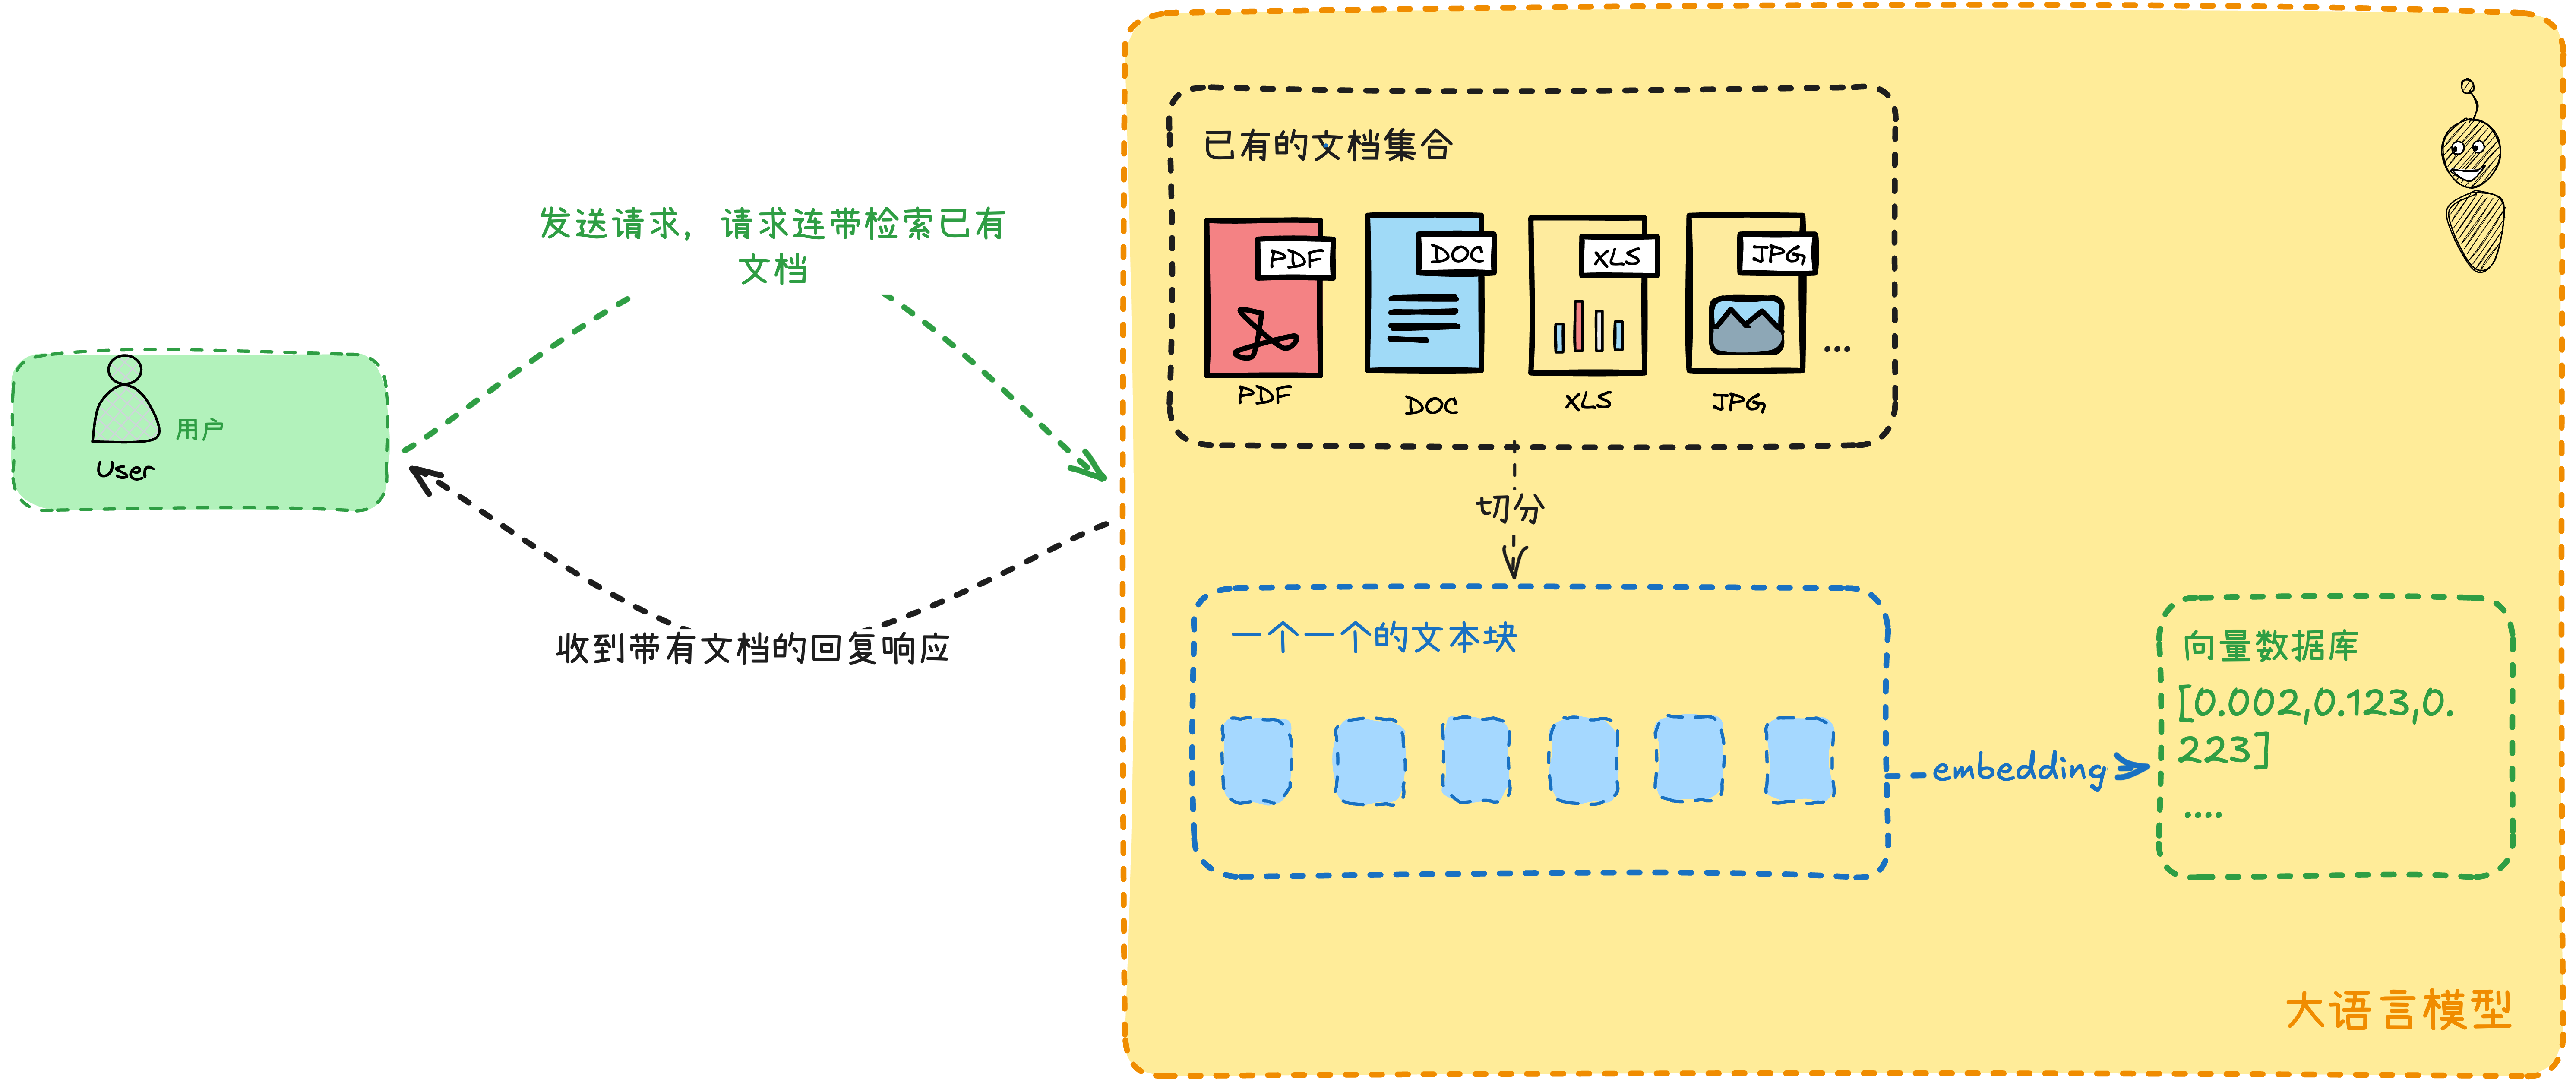 发送请求，请求连带检索已有
文档
用户
User
收到带有文档的回复响应
已有的文档集合
PDF
DOC
XLS
JPG
...
PDF
DOC
XLS
JPG
切分
一个一个的文本块
embedding
向量数据库
[0.002,0.123,0.
223]
....
大语言模型